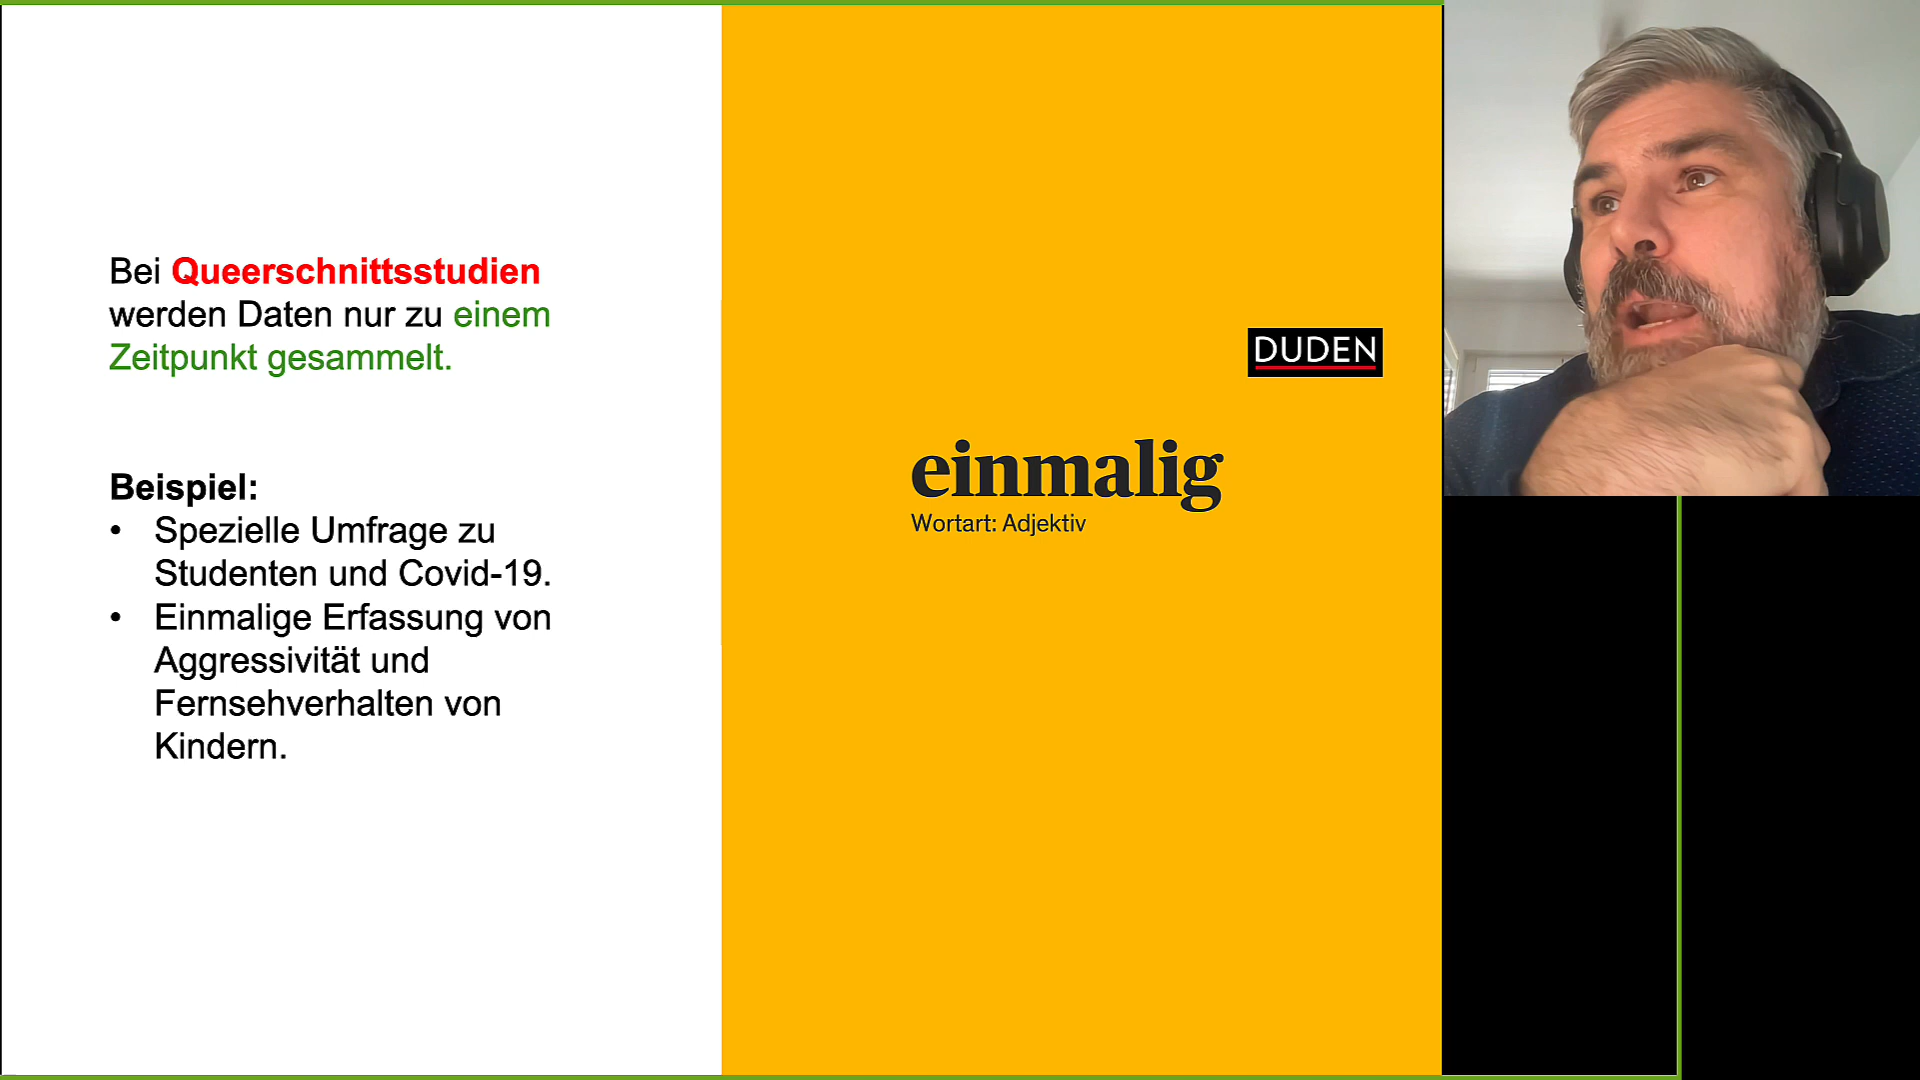 Bei Queerschnittsstudien
werden Daten nur zu einem
Zeitpunkt gesammelt.
Beispiel:
• Spezielle Umfrage zu
Studenten und Covid-19.
• Einmalige Erfassung von
Aggressivität und
Fernsehverhalten von
Kindern.
DUDEN
einmalig
Wortart: Adjektiv